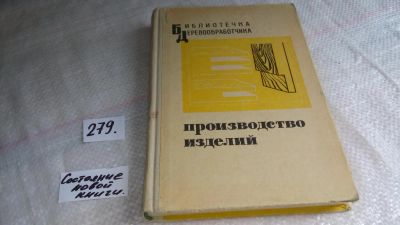 БИБЛИОТЕЧКА
ДЕРЕВООБРАБОТЧИКА
производство
изделий
279.
Состояние
новой
книги.